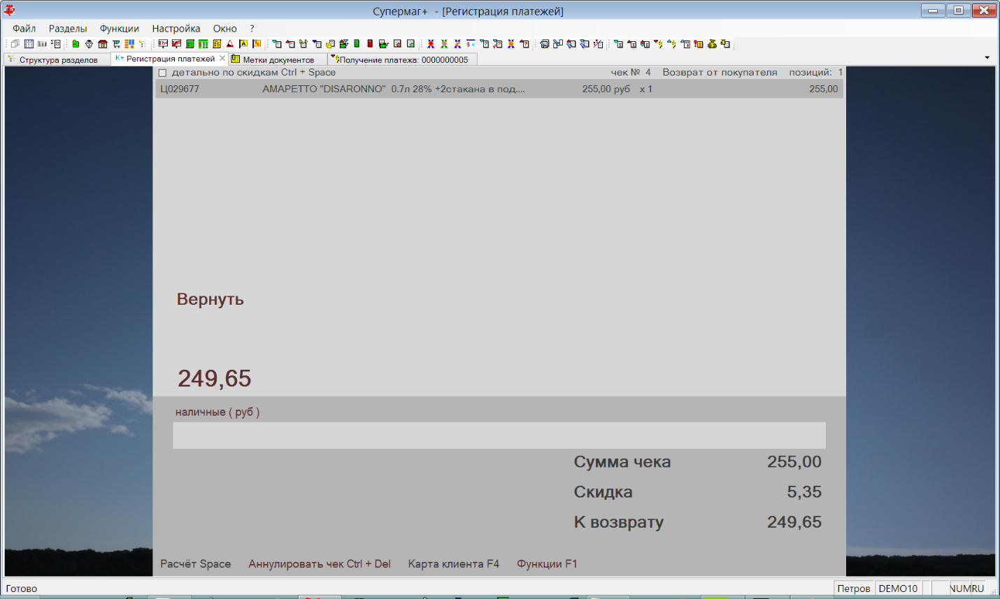 Супермаг+ - [Регистрация платежей]
Файл Разделы Функции Настройка Окно ?
Структура разделов К+ Регистрация платежей Метки документов Получение платежа: 0000000005
детально по скидкам Ctrl + Space чек № 4 Возврат от покупателя позиций: 1
Ц029677 АМАРЕТТО "DISARONNO" 0.7л 28% +2стакана в под.... 255,00 руб x 1 255,00
Вернуть
249,65
наличные ( руб )
Сумма чека 255,00
Скидка 5,35
К возврату 249,65
Расчёт Space Аннулировать чек Ctrl + Del Карта клиента F4 Функции F1
Готово Петров DEMO10 NUM RU